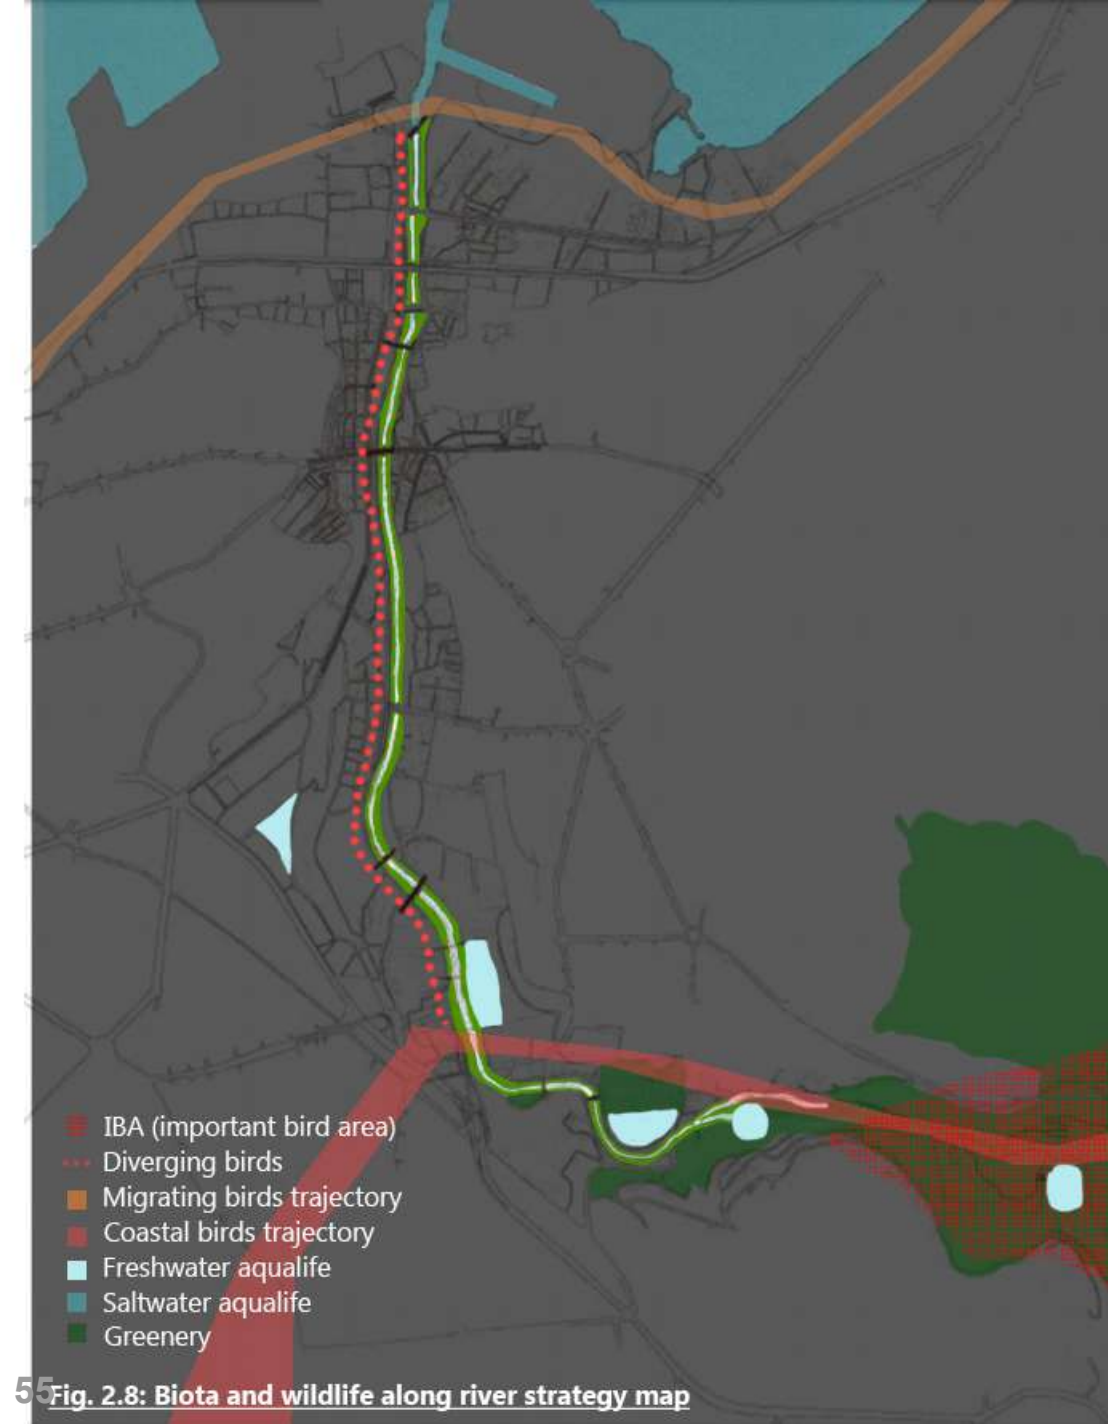 IBA (important bird area)
Diverging birds
Migrating birds trajectory
Coastal birds trajectory
Freshwater aqualife
Saltwater aqualife
Greenery
55
Fig. 2.8: Biota and wildlife along river strategy map